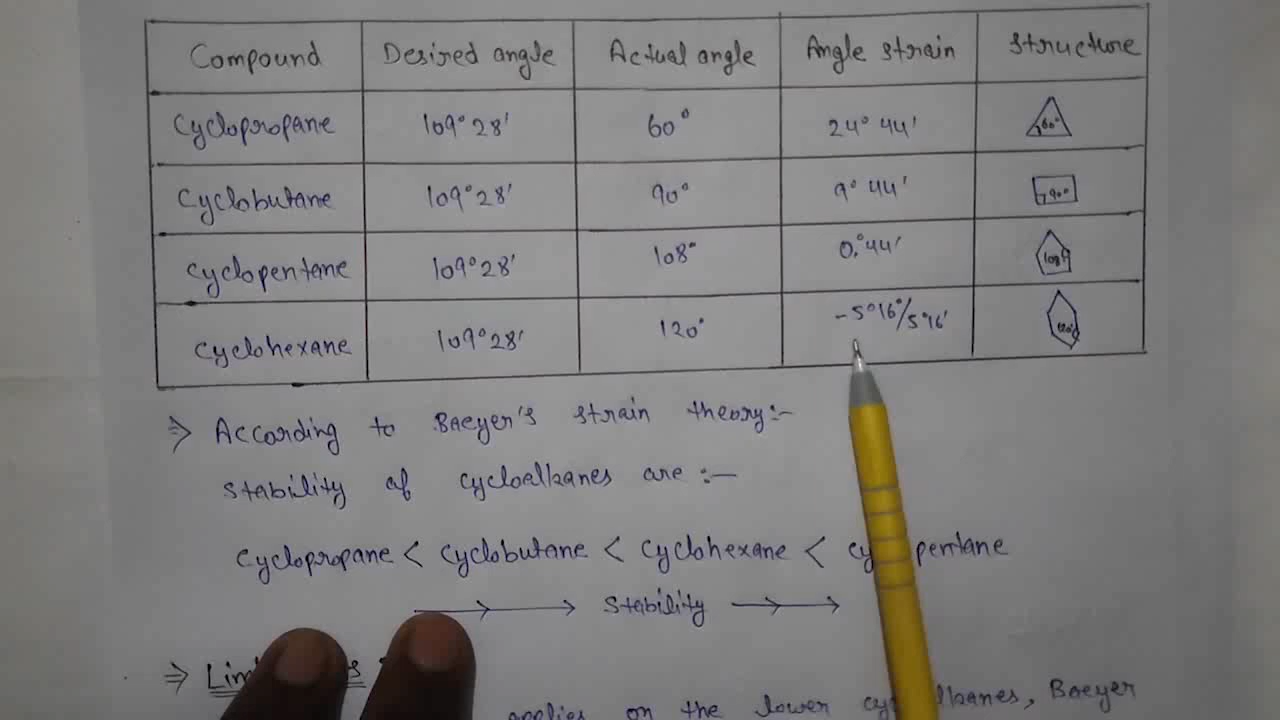 Compound Desired angle Actual angle Angle strain Structure
Cyclopropane 109°28' 60° 24°44' 60°
Cyclobutane 109°28' 90° 9°44' 90°
Cyclopentane 109°28' 108° 0.°44' 108°
Cyclohexane 109°28' 120° -5°16°/5°16' 120°
⇒ According to Baeyer's strain theory:-
Stability of cycloalkanes are :-
Cyclopropane < Cyclobutane < Cyclohexane <
→→ Stability →→
⇒
applies on the lower Baeyer